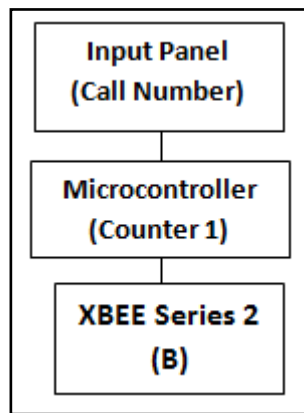 Input Panel
(Call Number)
Microcontroller
(Counter 1)
XBEE Series 2
(B)